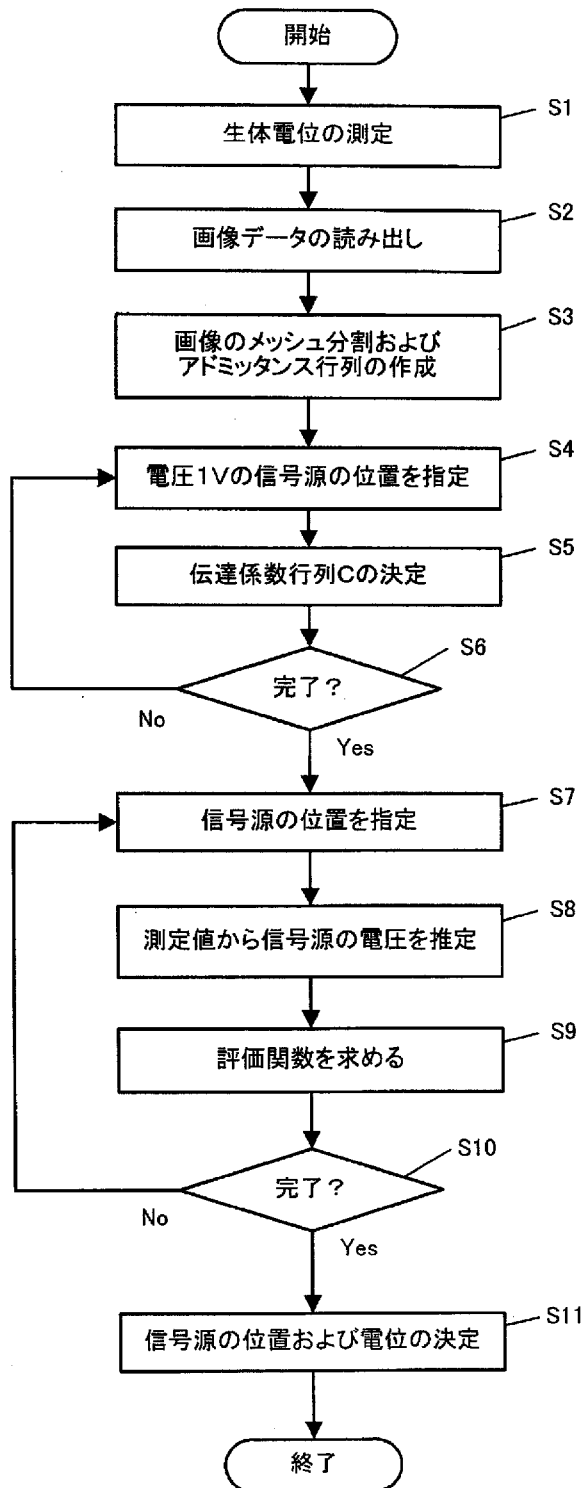 開始
S1
生体電位の測定
S2
画像データの読み出し
S3
画像のメッシュ分割および
アドミッタンス行列の作成
S4
電圧1Vの信号源の位置を指定
S5
伝達係数行列Cの決定
S6
完了?
No
Yes
S7
信号源の位置を指定
S8
測定値から信号源の電圧を推定
S9
評価関数を求める
S10
完了?
No
Yes
S11
信号源の位置および電位の決定
終了